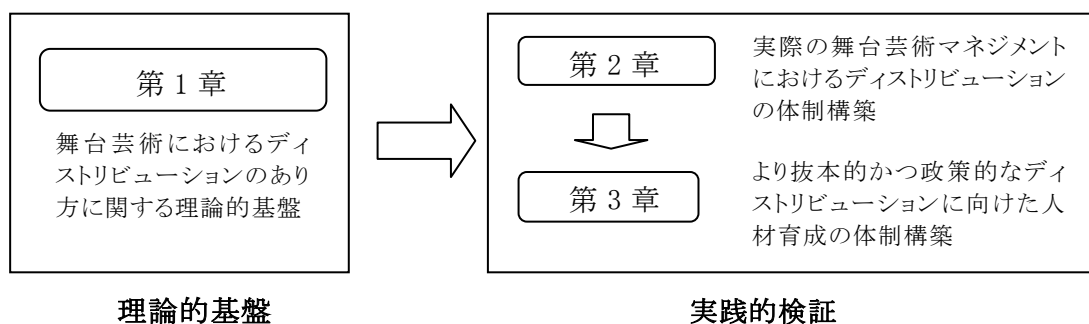 第1章
舞台芸術におけるディ
ストリビューションのあり
方に関する理論的基盤
理論的基盤
第2章
実際の舞台芸術マネジメント
におけるディストリビューション
の体制構築
第3章
より抜本的かつ政策的なディ
ストリビューションに向けた人
材育成の体制構築
実践的検証